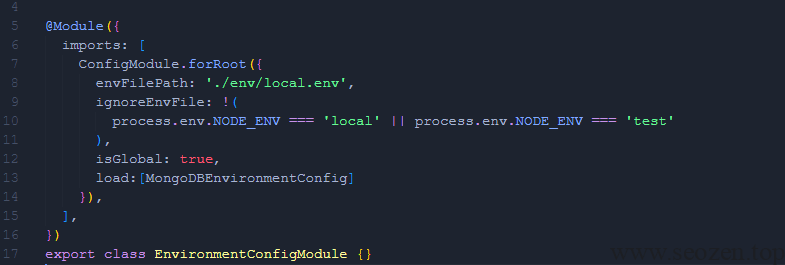 4
5 @Module({
6   imports: [
7     ConfigModule.forRoot({
8       envFilePath: './env/local.env',
9       ignoreEnvFile: !(
10         process.env.NODE_ENV === 'local' || process.env.NODE_ENV === 'test'
11       ),
12       isGlobal: true,
13       load:[MongoDBEnvironmentConfig]
14     }),
15   ],
16 })
17 export class EnvironmentConfigModule {}
www.seozen.top